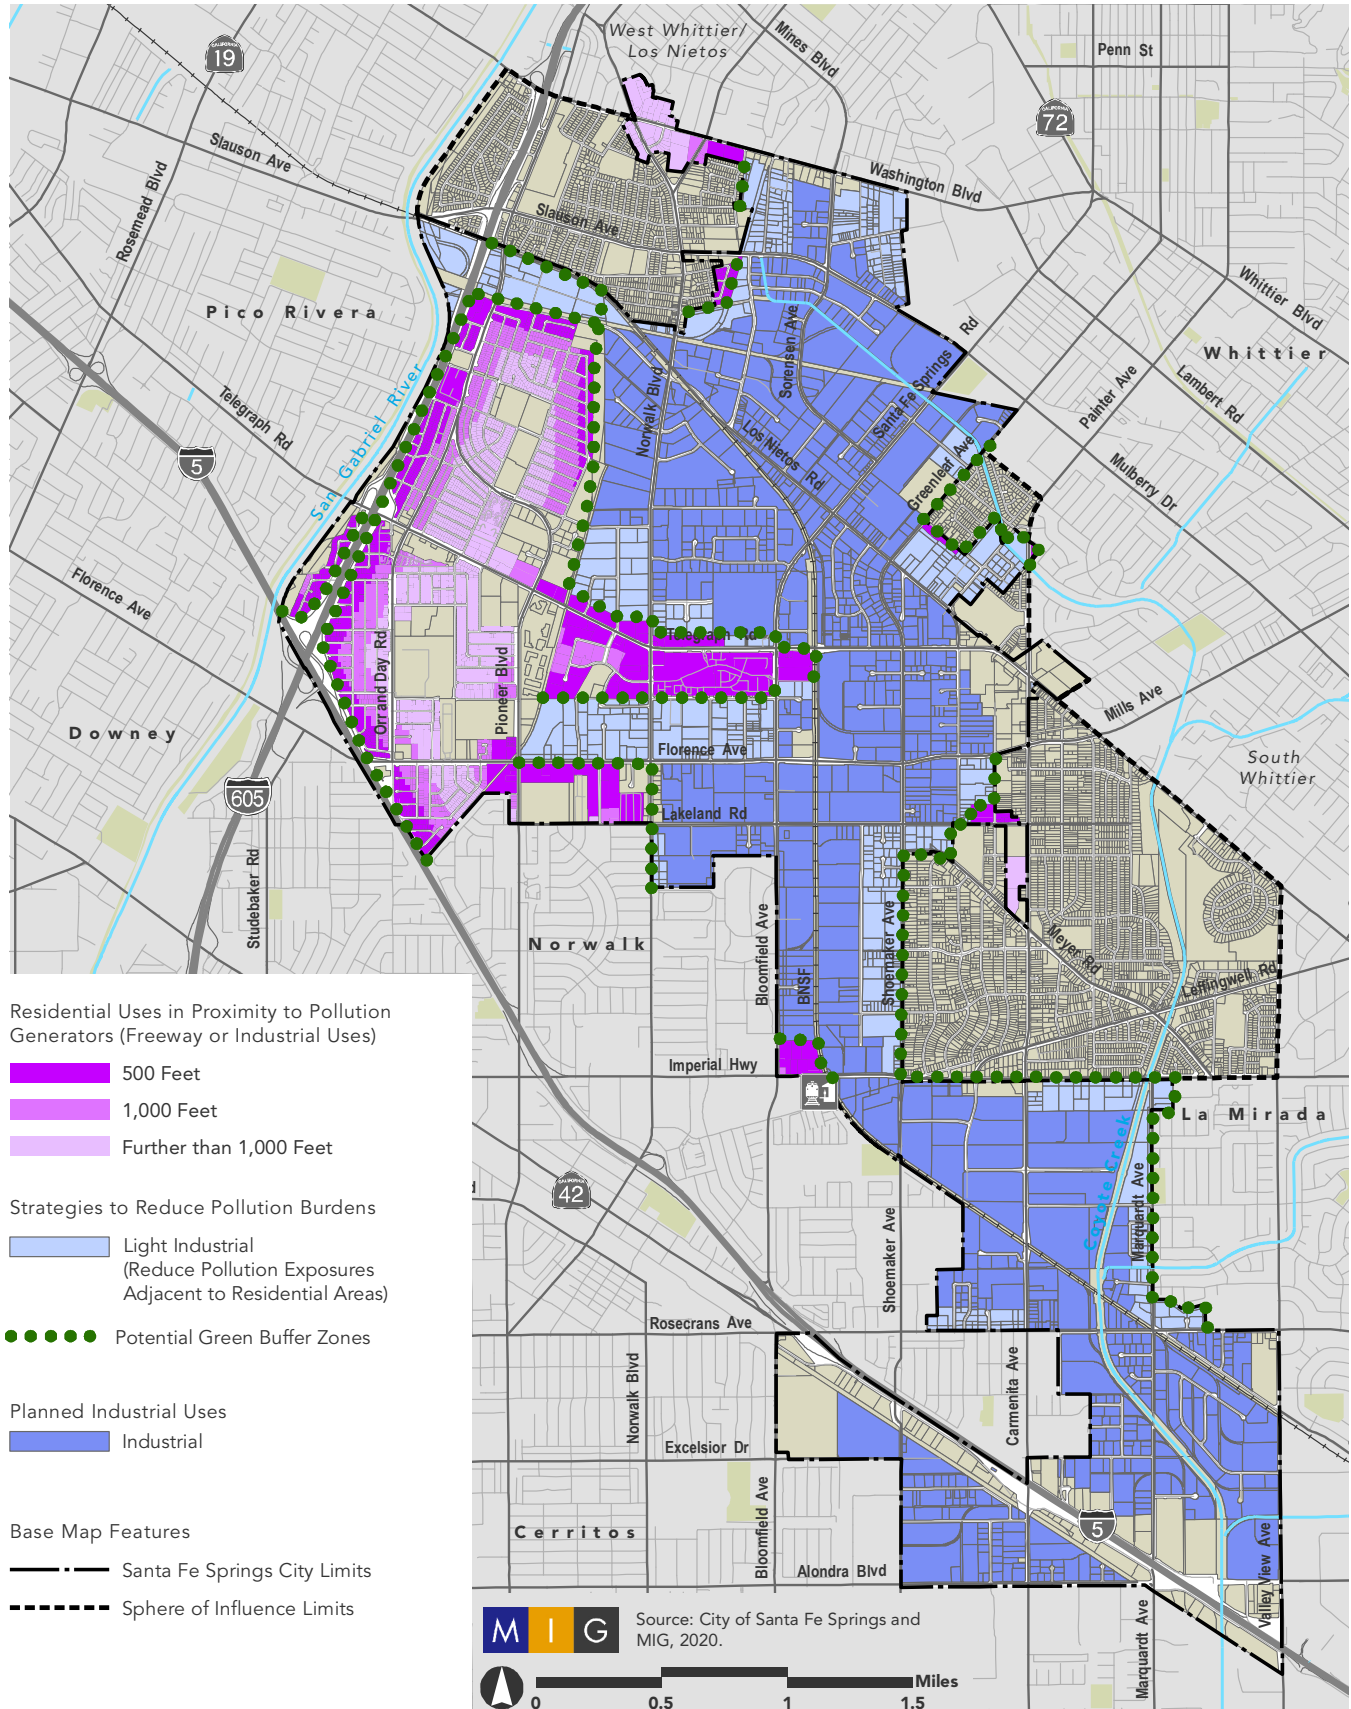 West Whittier/
Los Nietos
Mines Blvd
Penn St
CALIFORNIA
19
CALIFORNIA
72
Slauson Ave
Rosemead Blvd
Washington Blvd
Slauson Ave
Whittier Blvd
Pico Rivera
Whittier
Sorensen Ave
Santa Fe Springs Rd
Painter Ave
Lambert Rd
Telegraph Rd
San Gabriel River
Norwalk Blvd
Los Nietos Rd
Greenleaf Ave
Mulberry Dr
5
Florence Ave
Telegraph Rd
Orr and Day Rd
Pioneer Blvd
Mills Ave
Downey
Florence Ave
South
Whittier
605
Lakeland Rd
Studebaker Rd
Norwalk
Bloomfield Ave
BNSF
Shoemaker Ave
Meyer Rd
Leffingwell Rd
Imperial Hwy
La Mirada
Coyote Creek
Marquardt Ave
CALIFORNIA
42
Shoemaker Ave
Rosecrans Ave
Norwalk Blvd
Carmenita Ave
Excelsior Dr
Bloomfield Ave
Cerritos
5
Alondra Blvd
Valley View Ave
Marquardt Ave
Residential Uses in Proximity to Pollution
Generators (Freeway or Industrial Uses)
500 Feet
1,000 Feet
Further than 1,000 Feet
Strategies to Reduce Pollution Burdens
Light Industrial
(Reduce Pollution Exposures
Adjacent to Residential Areas)
Potential Green Buffer Zones
Planned Industrial Uses
Industrial
Base Map Features
Santa Fe Springs City Limits
Sphere of Influence Limits
M I G
Source: City of Santa Fe Springs and
MIG, 2020.
Miles
0 0.5 1 1.5